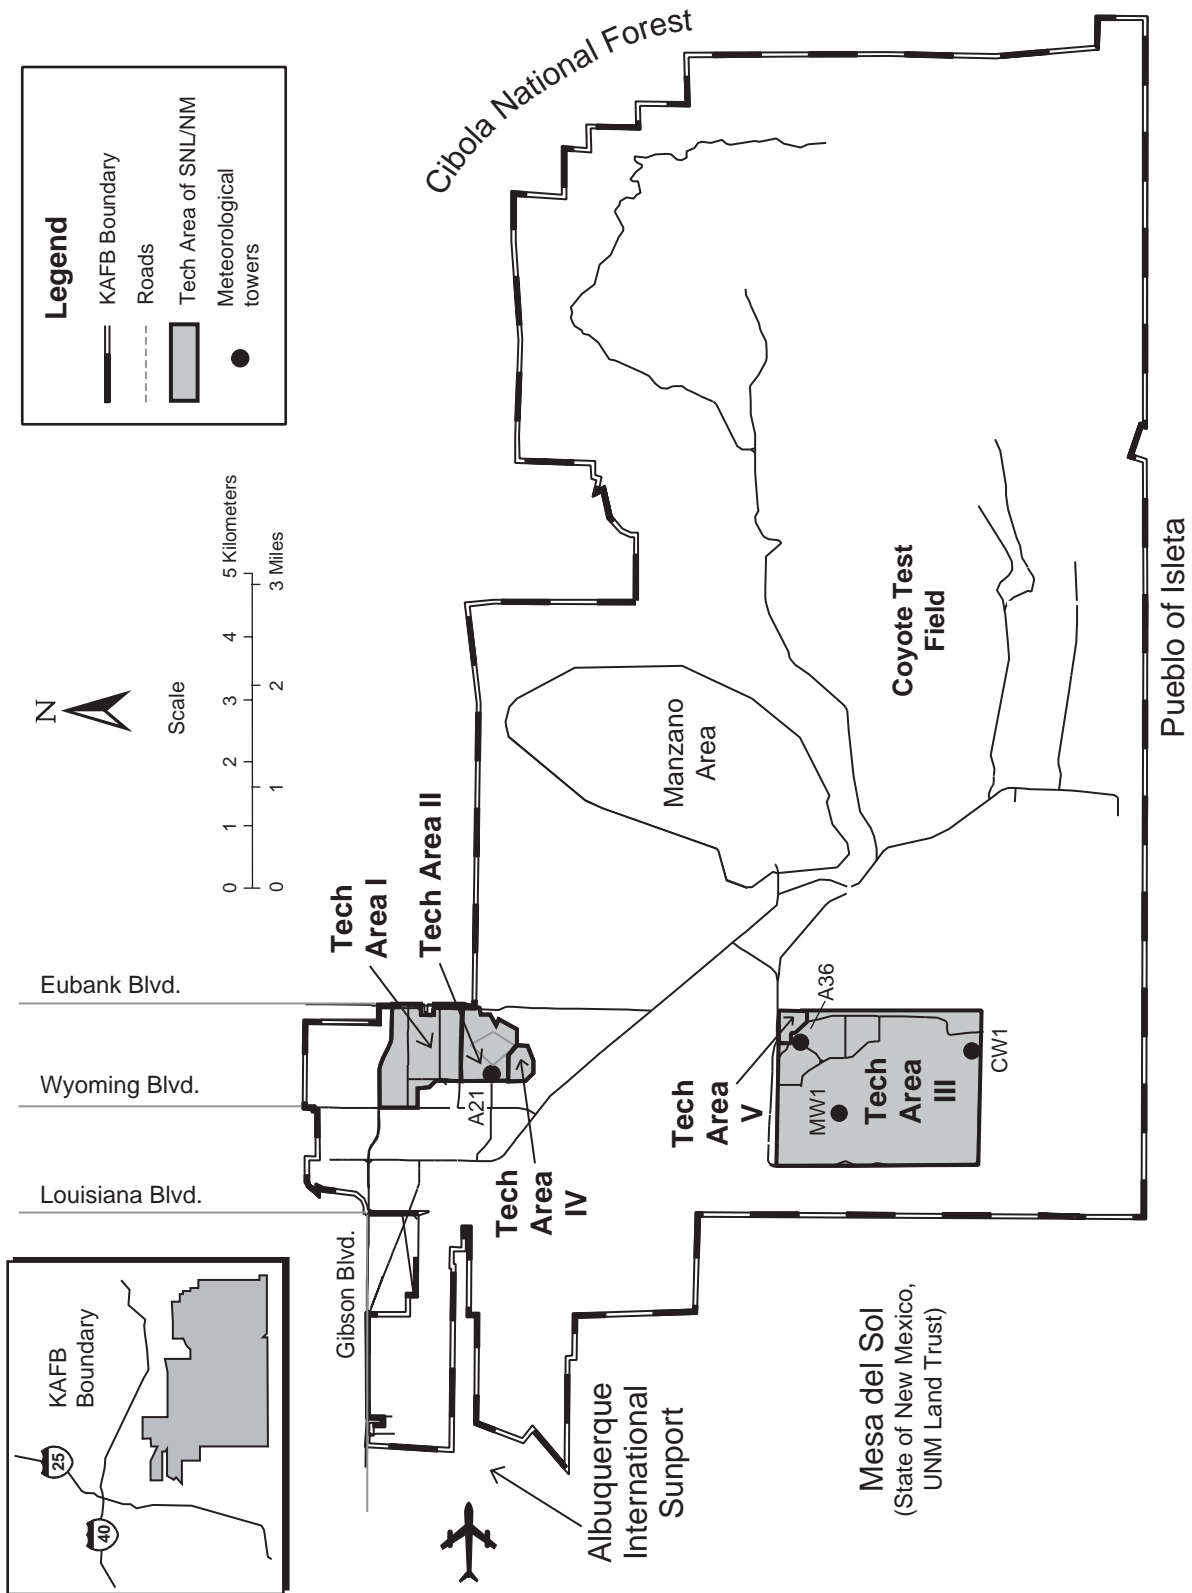 KAFB
Boundary
25
40
Louisiana Blvd.
Wyoming Blvd.
Eubank Blvd.
Gibson Blvd.
N
Scale
0 1 2 3 4 5 Kilometers
0 1 2 3 Miles
Legend
KAFB Boundary
Roads
Tech Area of SNL/NM
Meteorological
towers
Cibola National Forest
Tech
Area I
Tech Area II
A21
Tech
Area
IV
Manzano
Area
Albuquerque
International
Sunport
Tech
Area
V
A36
MW1
Tech
Area
III
CW1
Coyote Test
Field
Mesa del Sol
(State of New Mexico,
UNM Land Trust)
Pueblo of Isleta